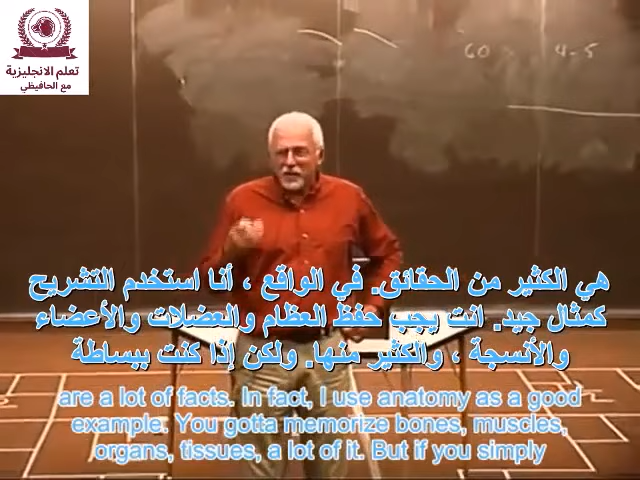 تعلم الانجليزية
مع الحافيظي
60
4-5
هي الكثير من الحقائق. في الواقع ، أنا استخدم التشريح
كمثال جيد. انت يجب حفظ العظام والعضلات والأعضاء
والأنسجة ، والكثير منها. ولكن إذا كنت ببساطة
are a lot of facts. In fact, I use anatomy as a good
example. You gotta memorize bones, muscles,
organs, tissues, a lot of it. But if you simply